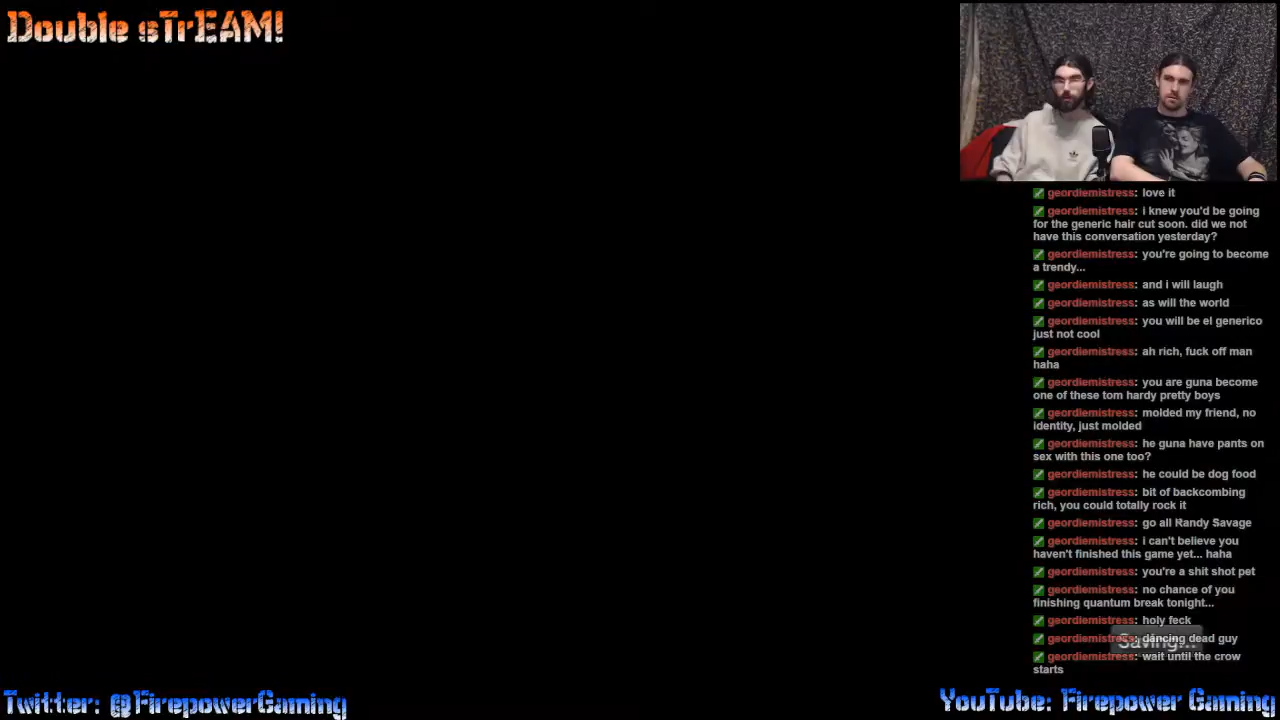 Double sTrEAM!
geordiemistress: love it
geordiemistress: i knew you'd be going
for the generic hair cut soon. did we not
have this conversation yesterday?
geordiemistress: you're going to become
a trendy...
geordiemistress: and i will laugh
geordiemistress: as will the world
geordiemistress: you will be el generico
just not cool
geordiemistress: ah rich, fuck off man
haha
geordiemistress: you are guna become
one of these tom hardy pretty boys
geordiemistress: molded my friend, no
identity, just molded
geordiemistress: he guna have pants on
sex with this one too?
geordiemistress: he could be dog food
geordiemistress: bit of backcombing
rich, you could totally rock it
geordiemistress: go all Randy Savage
geordiemistress: i can't believe you
haven't finished this game yet... haha
geordiemistress: you're a shit shot pet
geordiemistress: no chance of you
finishing quantum break tonight...
geordiemistress: holy feck
geordiemistress: dancing dead guy
Saving...
geordiemistress: wait until the crow
starts
Twitter: @FirepowerGaming
YouTube: Firepower Gaming